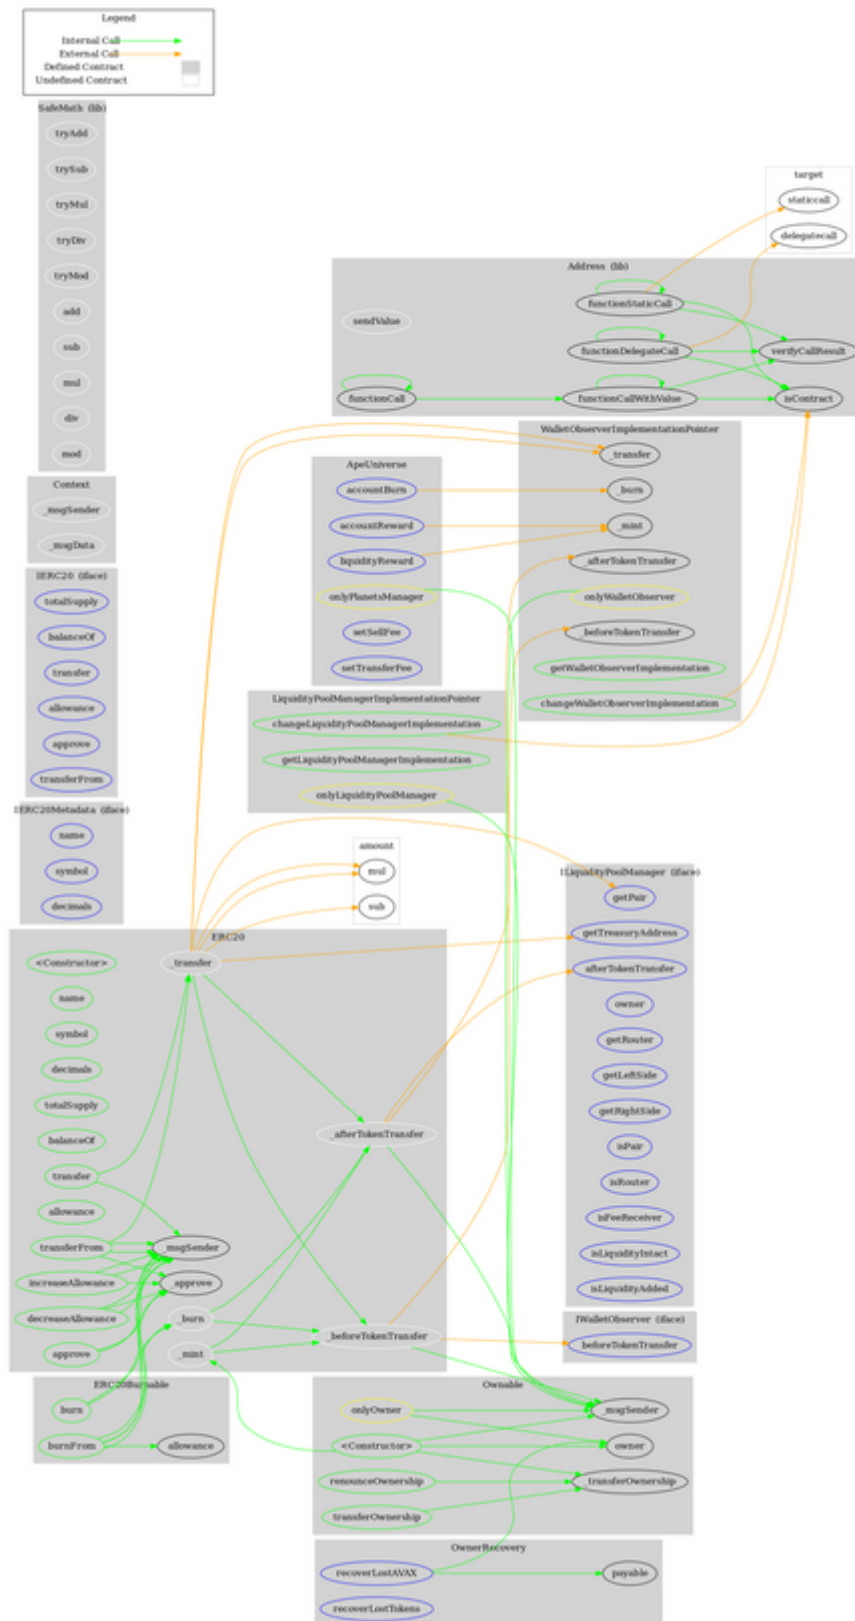 Legend
Internal Call
External Call
Defined Contract
Undefined Contract
SafeMath (lib)
tryAdd
trySub
tryMul
tryDiv
tryMod
add
sub
mul
div
mod
Context
_msgSender
_msgData
IERC20 (iface)
totalSupply
balanceOf
transfer
allowance
approve
transferFrom
IERC20Metadata (iface)
name
symbol
decimals
target
staticcall
delegatecall
Address (lib)
functionStaticCall
sendValue
functionDelegateCall
verifyCallResult
functionCall
functionCallWithValue
isContract
WalletObserverImplementationPointer
_transfer
_burn
_mint
_afterTokenTransfer
onlyWalletObserver
_beforeTokenTransfer
getWalletObserverImplementation
changeWalletObserverImplementation
ApeUniverse
accountBurn
accountReward
liquidityReward
onlyPlanetsManager
setSellFee
setTransferFee
LiquidityPoolManagerImplementationPointer
changeLiquidityPoolManagerImplementation
getLiquidityPoolManagerImplementation
onlyLiquidityPoolManager
amount
mul
sub
ILiquidityPoolManager (iface)
getPair
getTreasuryAddress
afterTokenTransfer
owner
getRouter
getLeftSide
getRightSide
isPair
isRouter
isFeeReceiver
isLiquidityIntact
isLiquidityAdded
IWalletObserver (iface)
beforeTokenTransfer
ERC20
<Constructor>
_transfer
name
symbol
decimals
totalSupply
balanceOf
_afterTokenTransfer
transfer
allowance
transferFrom
_msgSender
increaseAllowance
_approve
decreaseAllowance
_burn
_beforeTokenTransfer
approve
_mint
ERC20Burnable
burn
burnFrom
allowance
Ownable
onlyOwner
_msgSender
<Constructor>
owner
renounceOwnership
_transferOwnership
transferOwnership
OwnerRecovery
recoverLostAVAX
payable
recoverLostTokens